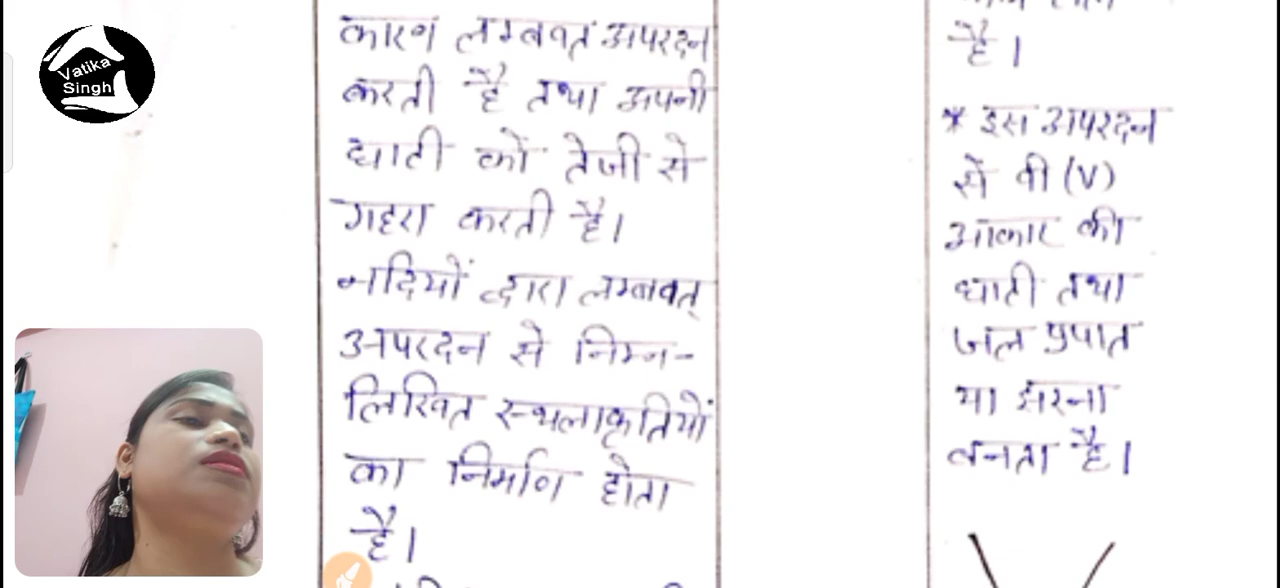 Vatika
Singh
कारण लम्बवत् अपरदन
करती है तथा अपनी
घाटी को तेजी से
गहरा करती है।
नदियों द्वारा लम्बवत्
अपरदन से निम्न-
लिखित स्थलाकृतियों
का निर्माण होता
है।
है।
* इस अपरदन
से वी (V)
आकार की
घाटी तथा
जल प्रपात
या झरना
बनता है।